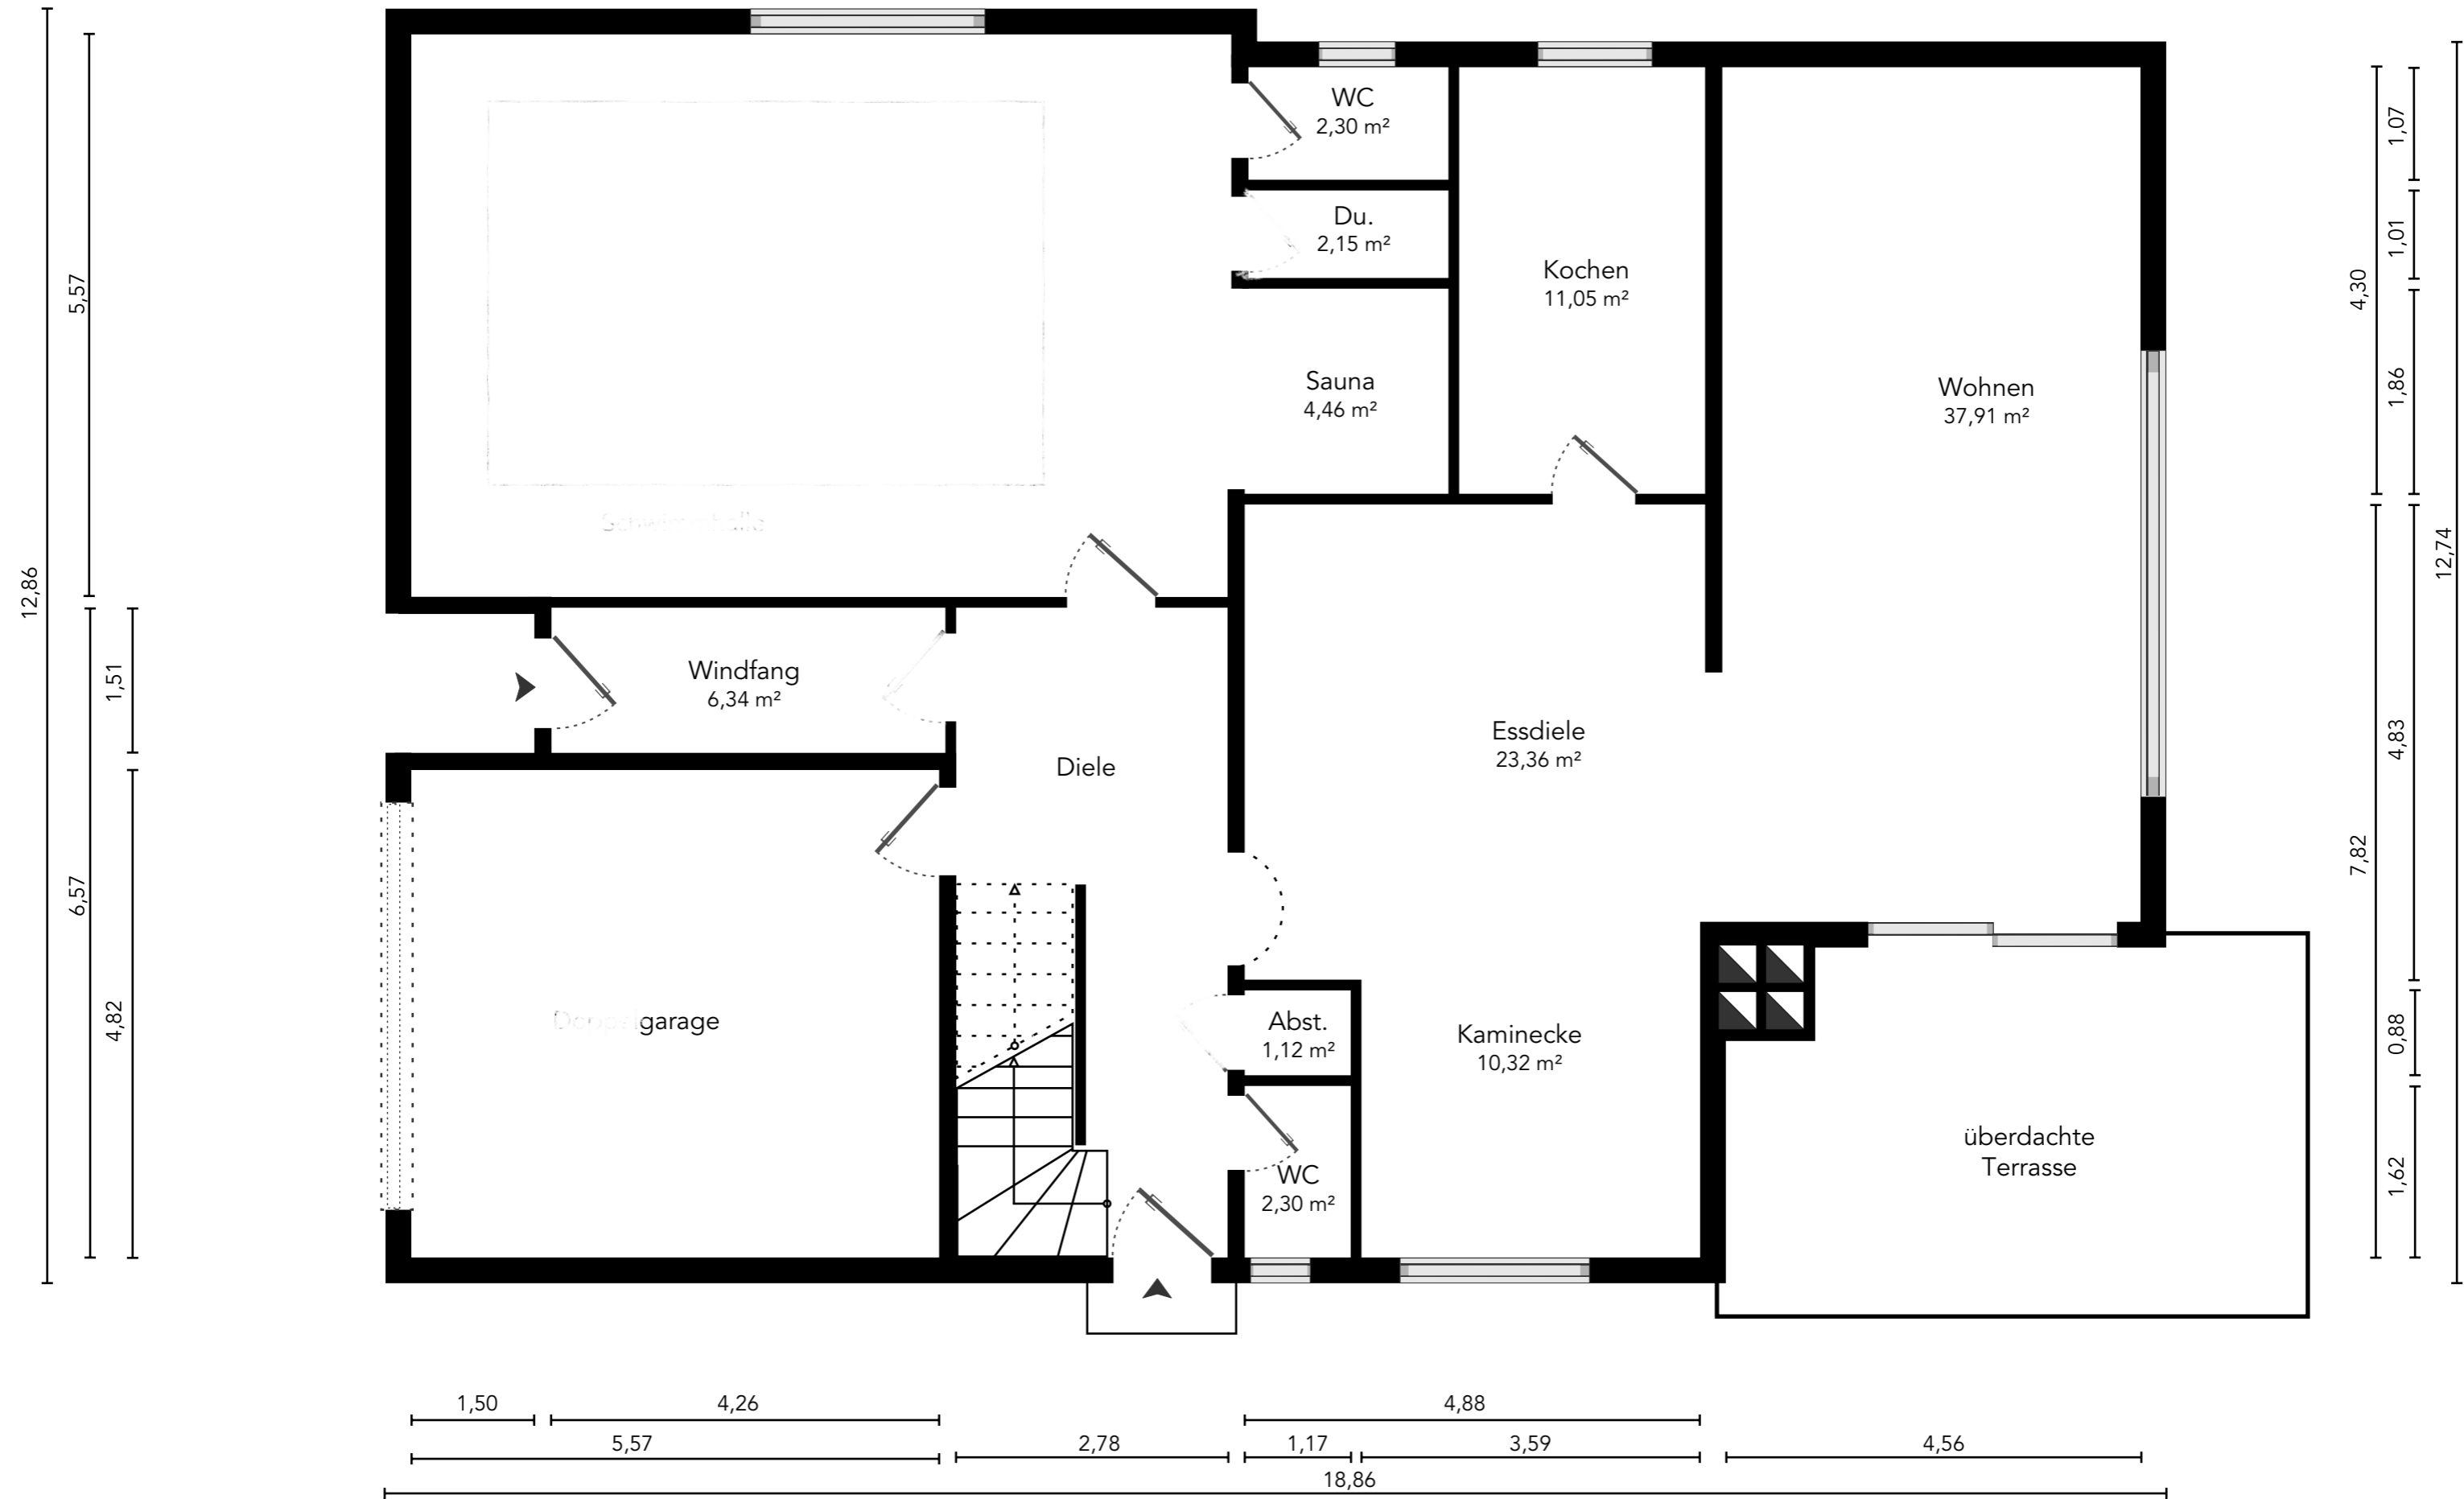 WC
2,30 m²
Du.
2,15 m²
Kochen
11,05 m²
Sauna
4,46 m²
Wohnen
37,91 m²
Windfang
6,34 m²
Diele
Essdiele
23,36 m²
garage
Abst.
1,12 m²
Kaminecke
10,32 m²
WC
2,30 m²
überdachte
Terrasse
12,86
5,57
6,57
1,51
4,82
4,30
7,82
1,07
1,01
1,86
4,83
0,88
1,62
12,74
1,50
4,26
4,88
5,57
2,78
1,17
3,59
4,56
18,86